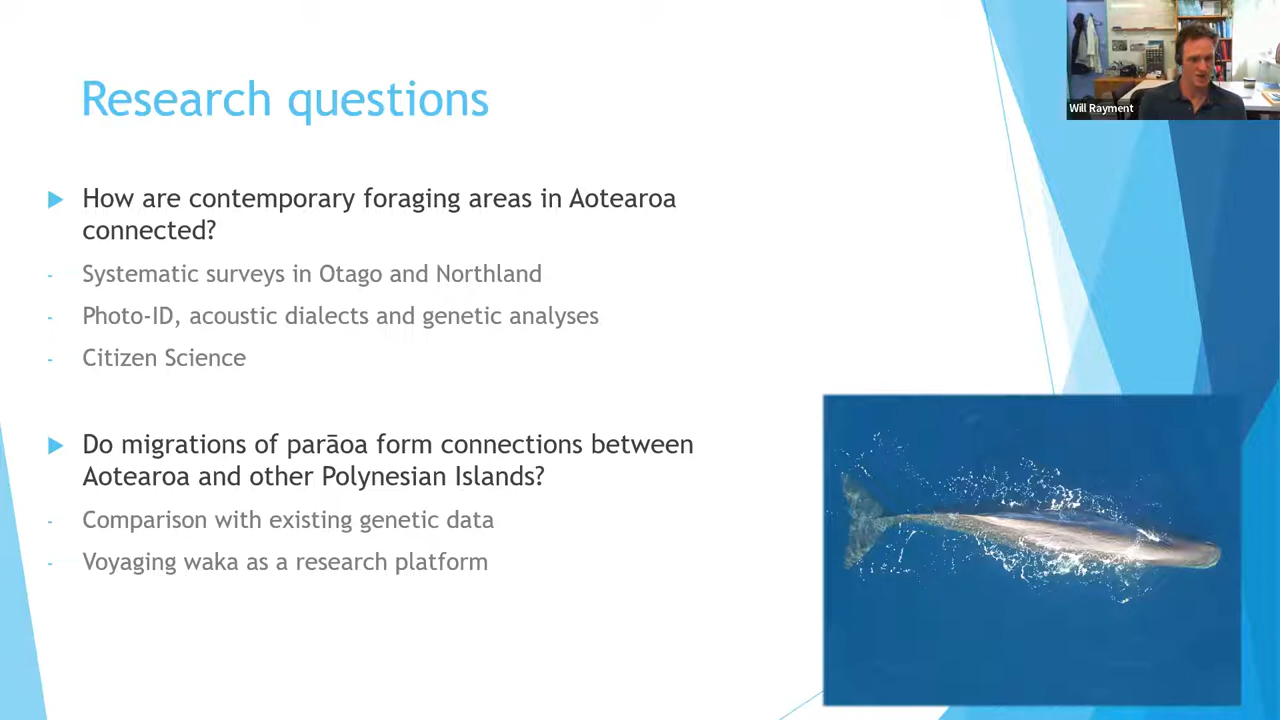 Will Rayment
Research questions
How are contemporary foraging areas in Aotearoa
connected?
- Systematic surveys in Otago and Northland
- Photo-ID, acoustic dialects and genetic analyses
- Citizen Science
Do migrations of parāoa form connections between
Aotearoa and other Polynesian Islands?
- Comparison with existing genetic data
- Voyaging waka as a research platform